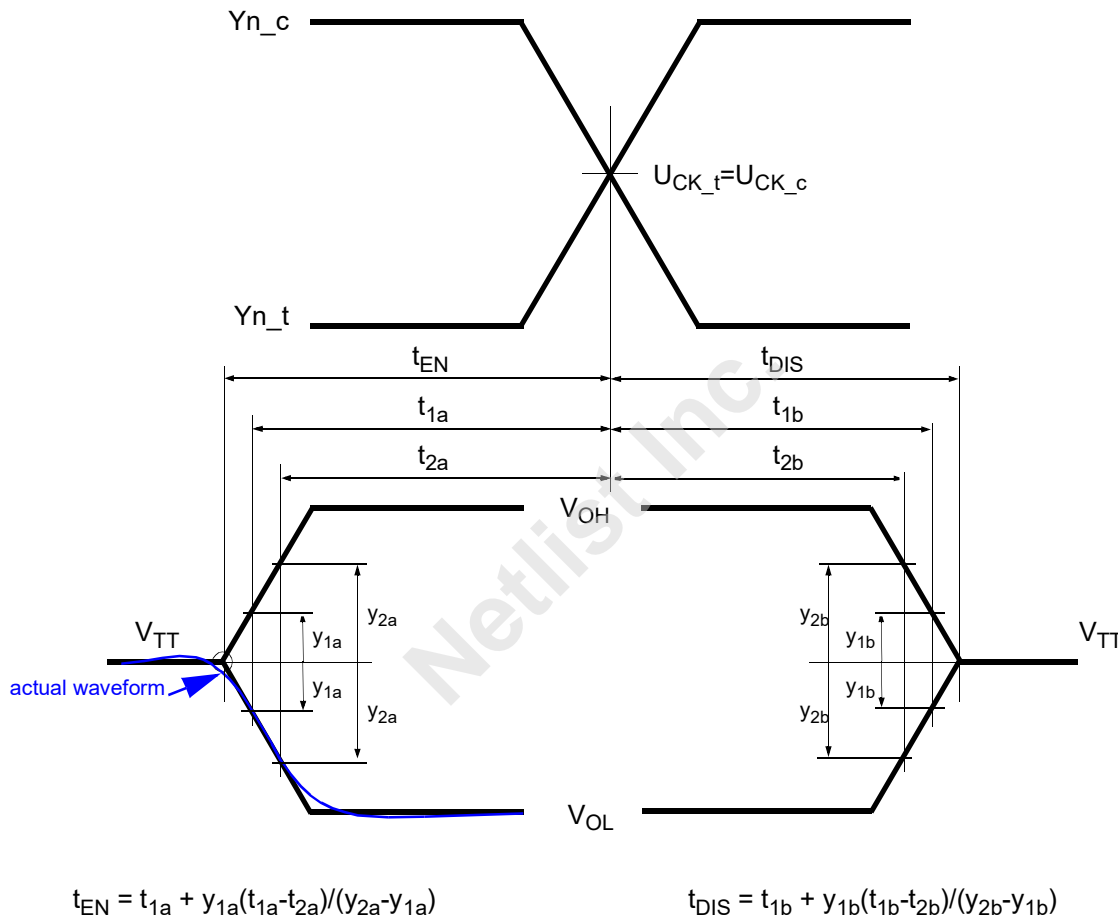 Yn_c
U_CK_t=U_CK_c
Yn_t
t_EN t_DIS
t_1a t_1b
t_2a t_2b
V_OH
y_2a y_2b
y_1a y_1b
V_TT V_TT
actual waveform
y_1a y_1b
y_2a y_2b
V_OL
Netlist Inc.
t_EN = t_1a + y_1a(t_1a-t_2a)/(y_2a-y_1a) t_DIS = t_1b + y_1b(t_1b-t_2b)/(y_2b-y_1b)